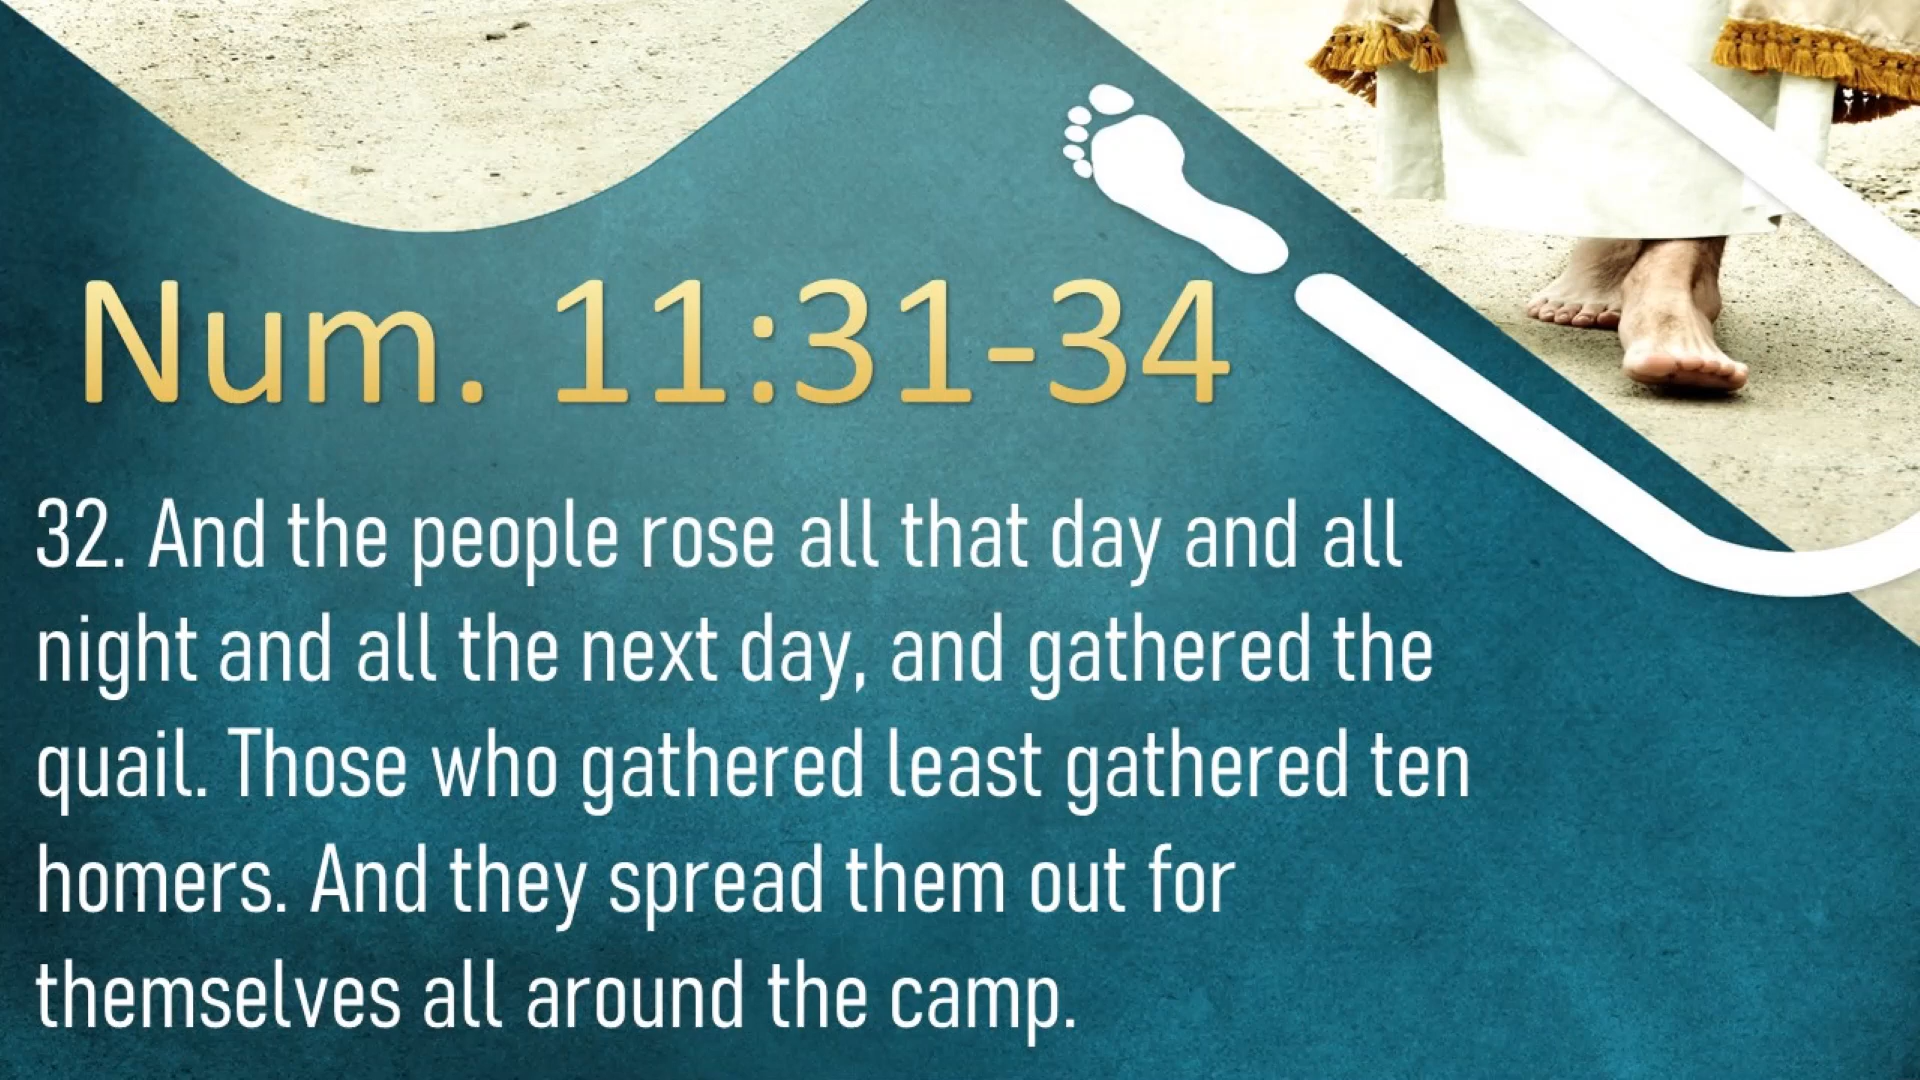 Num. 11:31-34
32. And the people rose all that day and all
night and all the next day, and gathered the
quail. Those who gathered least gathered ten
homers. And they spread them out for
themselves all around the camp.